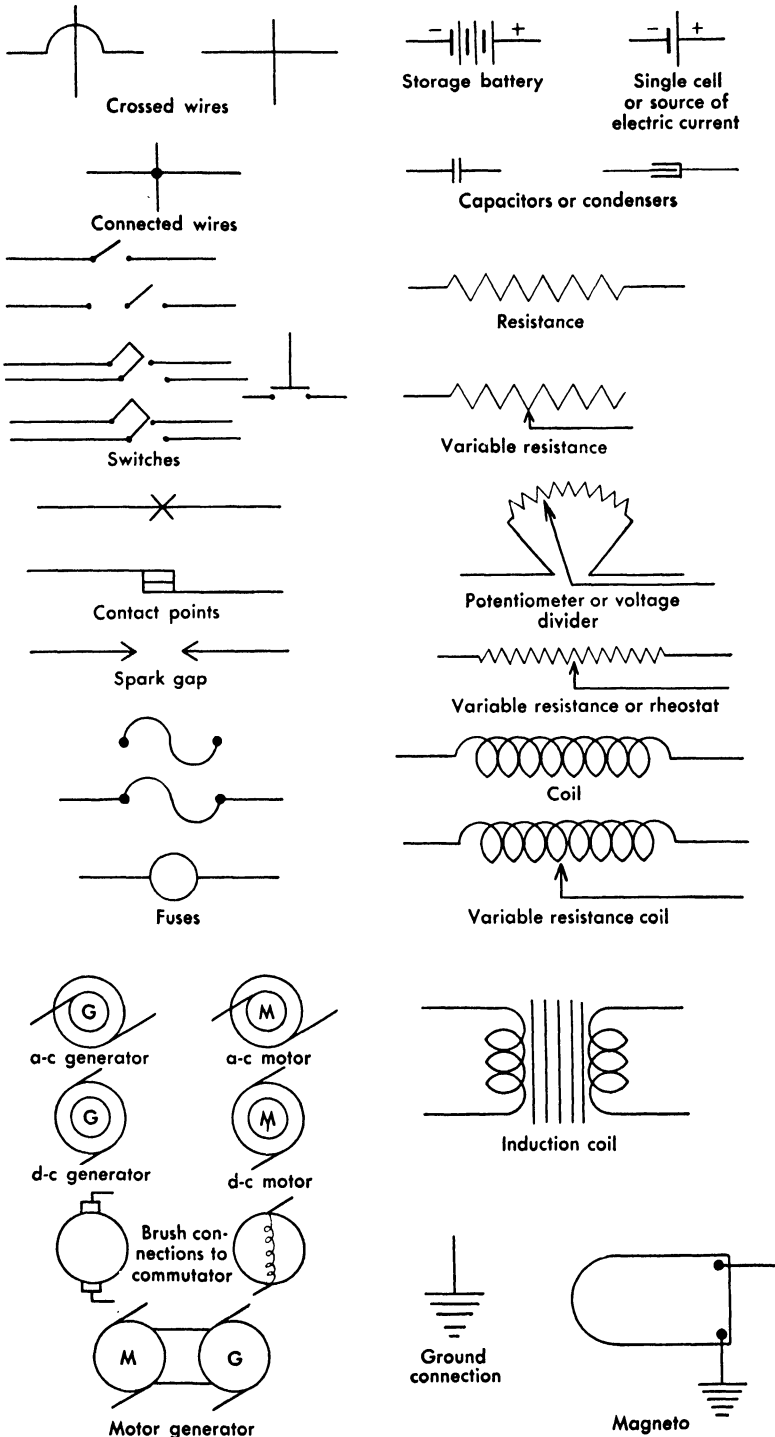 Crossed wires
- +
Storage battery
- +
Single cell
or source of
electric current
Connected wires
Capacitors or condensers
Resistance
Switches
Variable resistance
Contact points
Potentiometer or voltage
divider
Spark gap
Variable resistance or rheostat
Coil
Fuses
Variable resistance coil
G
a-c generator
M
a-c motor
G
d-c generator
M
d-c motor
Induction coil
Brush con-
nections to
commutator
M G
Motor generator
Ground
connection
Magneto